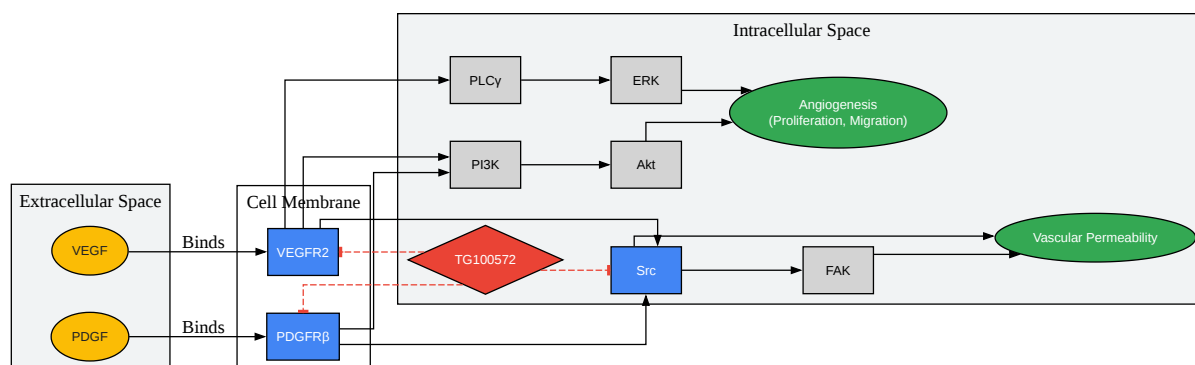 Intracellular Space
PLCγ
ERK
Angiogenesis
(Proliferation, Migration)
PI3K
Akt
Extracellular Space
Cell Membrane
VEGF
Binds
VEGFR2
TG100572
Src
FAK
Vascular Permeability
PDGF
Binds
PDGFRβ